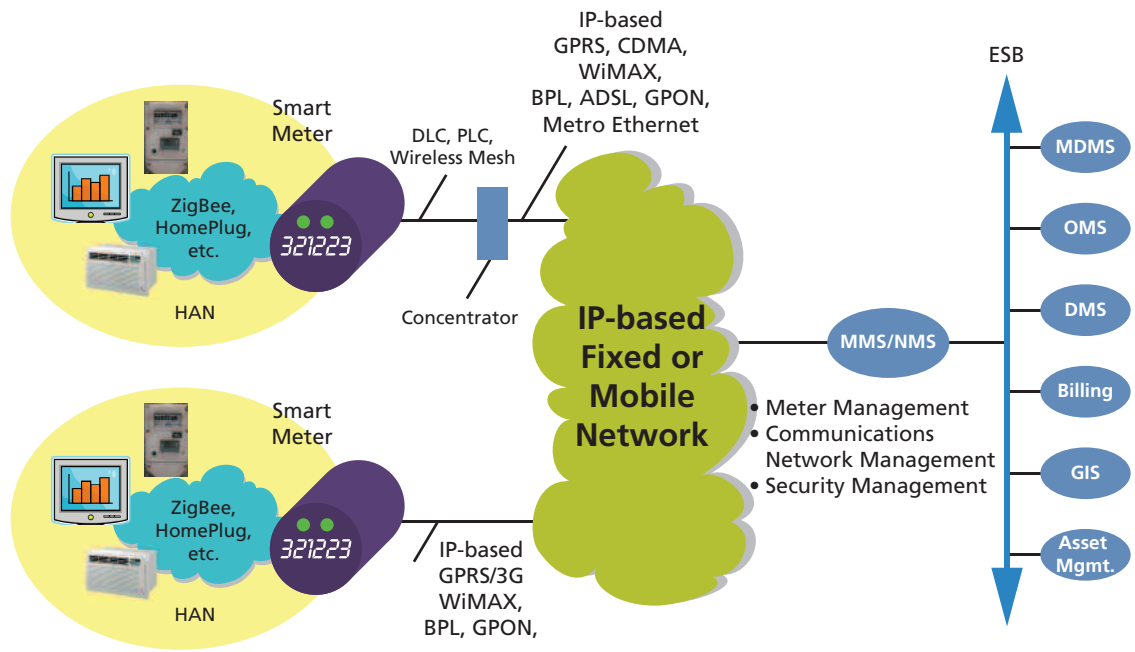 IP-based
GPRS, CDMA,
WiMAX,
BPL, ADSL, GPON,
Metro Ethernet
ESB
Smart
Meter
DLC, PLC,
Wireless Mesh
ZigBee,
HomePlug,
etc.
321223
HAN
Concentrator
IP-based
Fixed or
Mobile
Network
MMS/NMS
• Meter Management
• Communications
Network Management
• Security Management
MDMS
OMS
DMS
Billing
GIS
Asset
Mgmt.
Smart
Meter
ZigBee,
HomePlug,
etc.
321223
HAN
IP-based
GPRS/3G
WiMAX,
BPL, GPON,